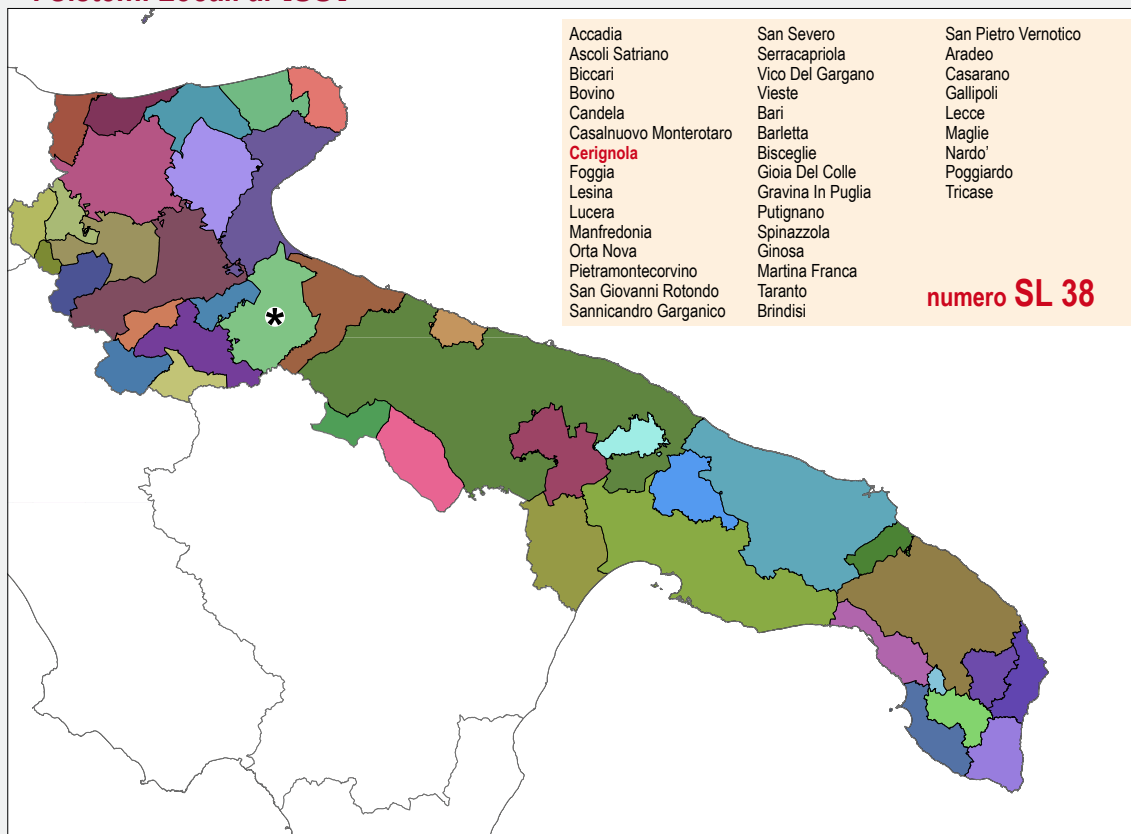 Accadia
Ascoli Satriano
Biccari
Bovino
Candela
Casalnuovo Monterotaro
Cerignola
Foggia
Lesina
Lucera
Manfredonia
Orta Nova
Pietramontecorvino
San Giovanni Rotondo
Sannicandro Garganico
San Severo
Serracapriola
Vico Del Gargano
Vieste
Bari
Barletta
Bisceglie
Gioia Del Colle
Gravina In Puglia
Putignano
Spinazzola
Ginosa
Martina Franca
Taranto
Brindisi
San Pietro Vernotico
Aradeo
Casarano
Gallipoli
Lecce
Maglie
Nardo'
Poggiardo
Tricase
numero SL 38
*